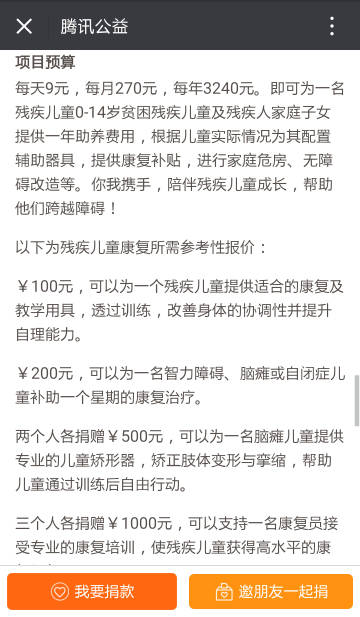 腾讯公益
项目预算
每天9元，每月270元，每年3240元。即可为一名
残疾儿童0-14岁贫困残疾儿童及残疾人家庭子女
提供一年助养费用，根据儿童实际情况为其配置
辅助器具，提供康复补贴，进行家庭危房、无障
碍改造等。你我携手，陪伴残疾儿童成长，帮助
他们跨越障碍！
以下为残疾儿童康复所需参考性报价：
￥100元，可以为一个残疾儿童提供适合的康复及
教学用具，透过训练，改善身体的协调性并提升
自理能力。
￥200元，可以为一名智力障碍、脑瘫或自闭症儿
童补助一个星期的康复治疗。
两个人各捐赠￥500元，可以为一名脑瘫儿童提供
专业的儿童矫形器，矫正肢体变形与挛缩，帮助
儿童通过训练后自由行动。
三个人各捐赠￥1000元，可以支持一名康复员接
受专业的康复培训，使残疾儿童获得高水平的康
我要捐款
邀朋友一起捐